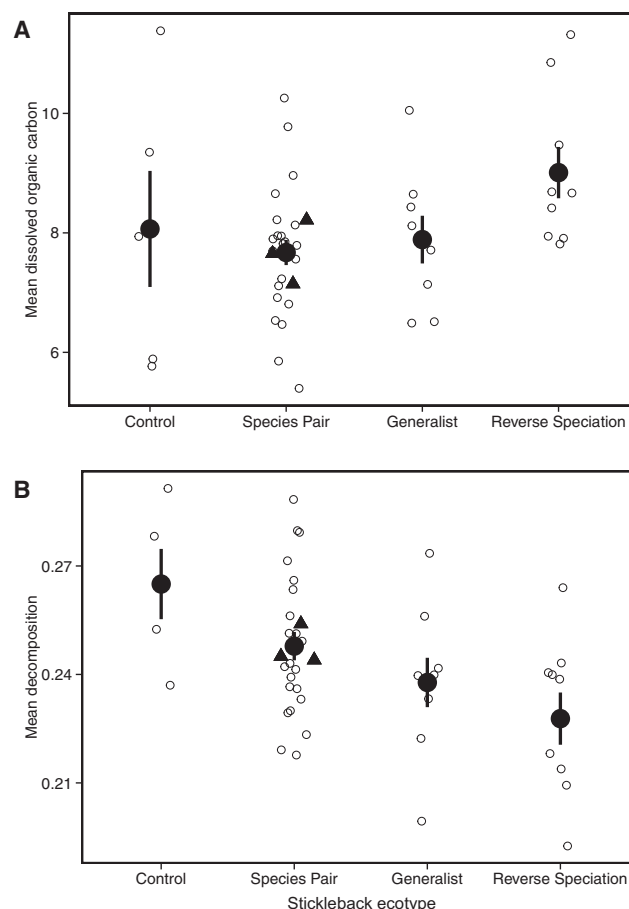 A
Mean dissolved organic carbon
10
8
6
Control Species Pair Generalist Reverse Speciation
B
Mean decomposition
0.27
0.24
0.21
Control Species Pair Generalist Reverse Speciation
Stickleback ecotype